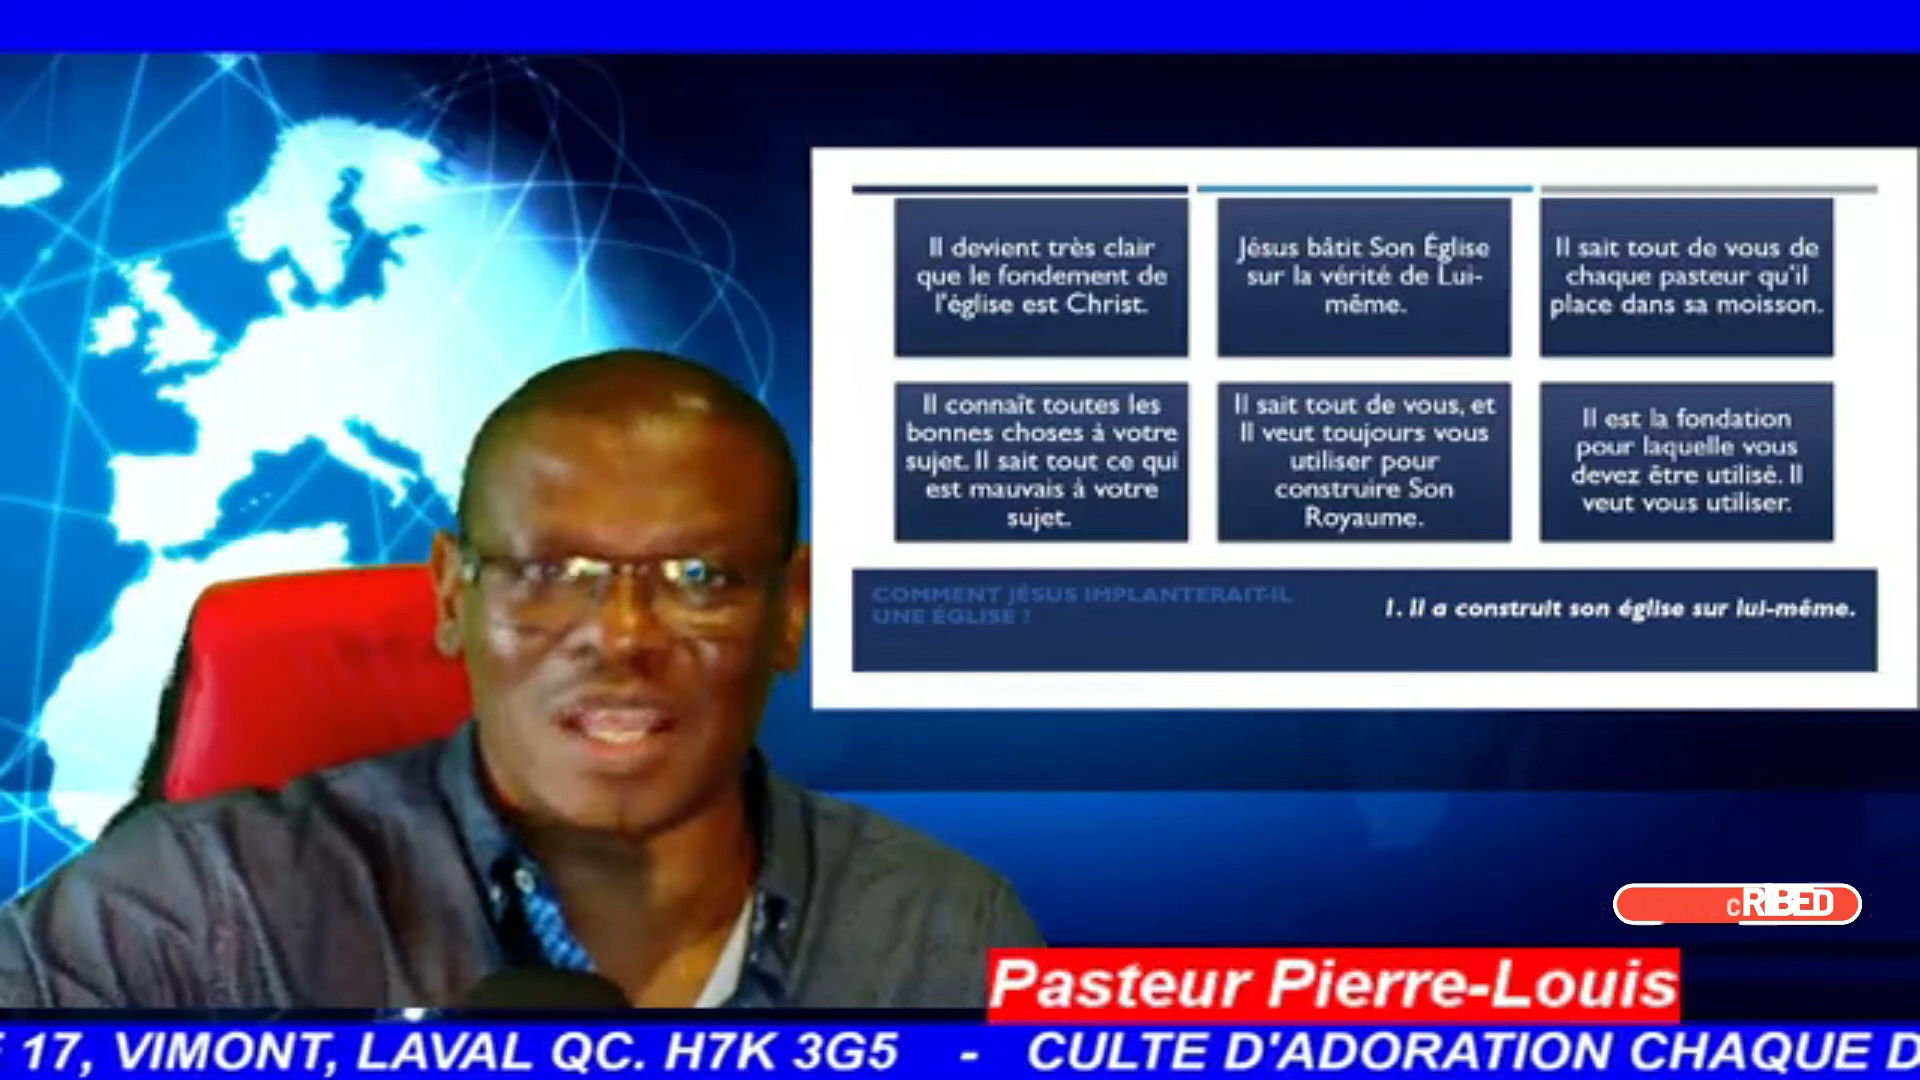 Il devient très clair
que le fondement de
l'église est Christ.
Jésus bâtit Son Église
sur la vérité de Lui-
même.
Il sait tout de vous de
chaque pasteur qu'il
place dans sa moisson.
Il connaît toutes les
bonnes choses à votre
sujet. Il sait tout ce qui
est mauvais à votre
sujet.
Il sait tout de vous, et
Il veut toujours vous
utiliser pour
construire Son
Royaume.
Il est la fondation
pour laquelle vous
devez être utilisé. Il
veut vous utiliser.
COMMENT JÉSUS IMPLANTERAIT-IL
UNE ÉGLISE ?
1. Il a construit son église sur lui-même.
Pasteur Pierre-Louis
17, VIMONT, LAVAL QC. H7K 3G5 - CULTE D'ADORATION CHAQUE D